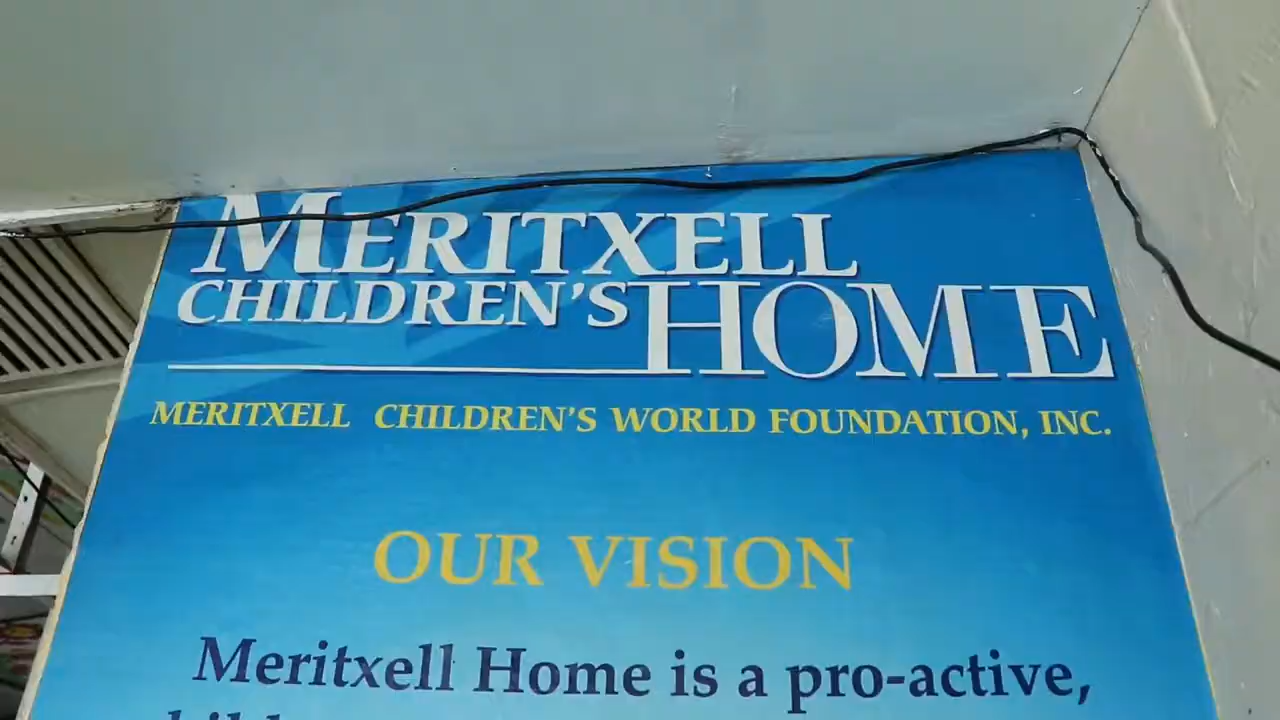 MERITXELL
CHILDREN'S HOME
MERITXELL CHILDREN'S WORLD FOUNDATION, INC.
OUR VISION
Meritxell Home is a pro-active,